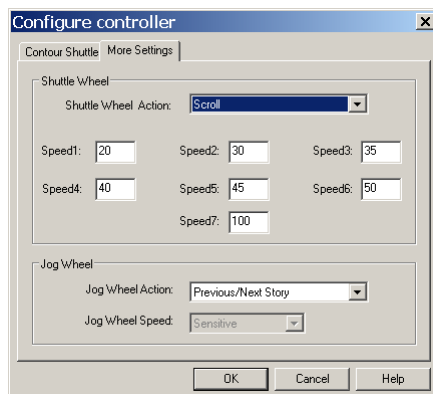 Configure controller
Contour Shuttle More Settings
Shuttle Wheel
Shuttle Wheel Action: Scroll
Speed1: 20 Speed2: 30 Speed3: 35
Speed4: 40 Speed5: 45 Speed6: 50
Speed7: 100
Jog Wheel
Jog Wheel Action: Previous/Next Story
Jog Wheel Speed: Sensitive
OK Cancel Help